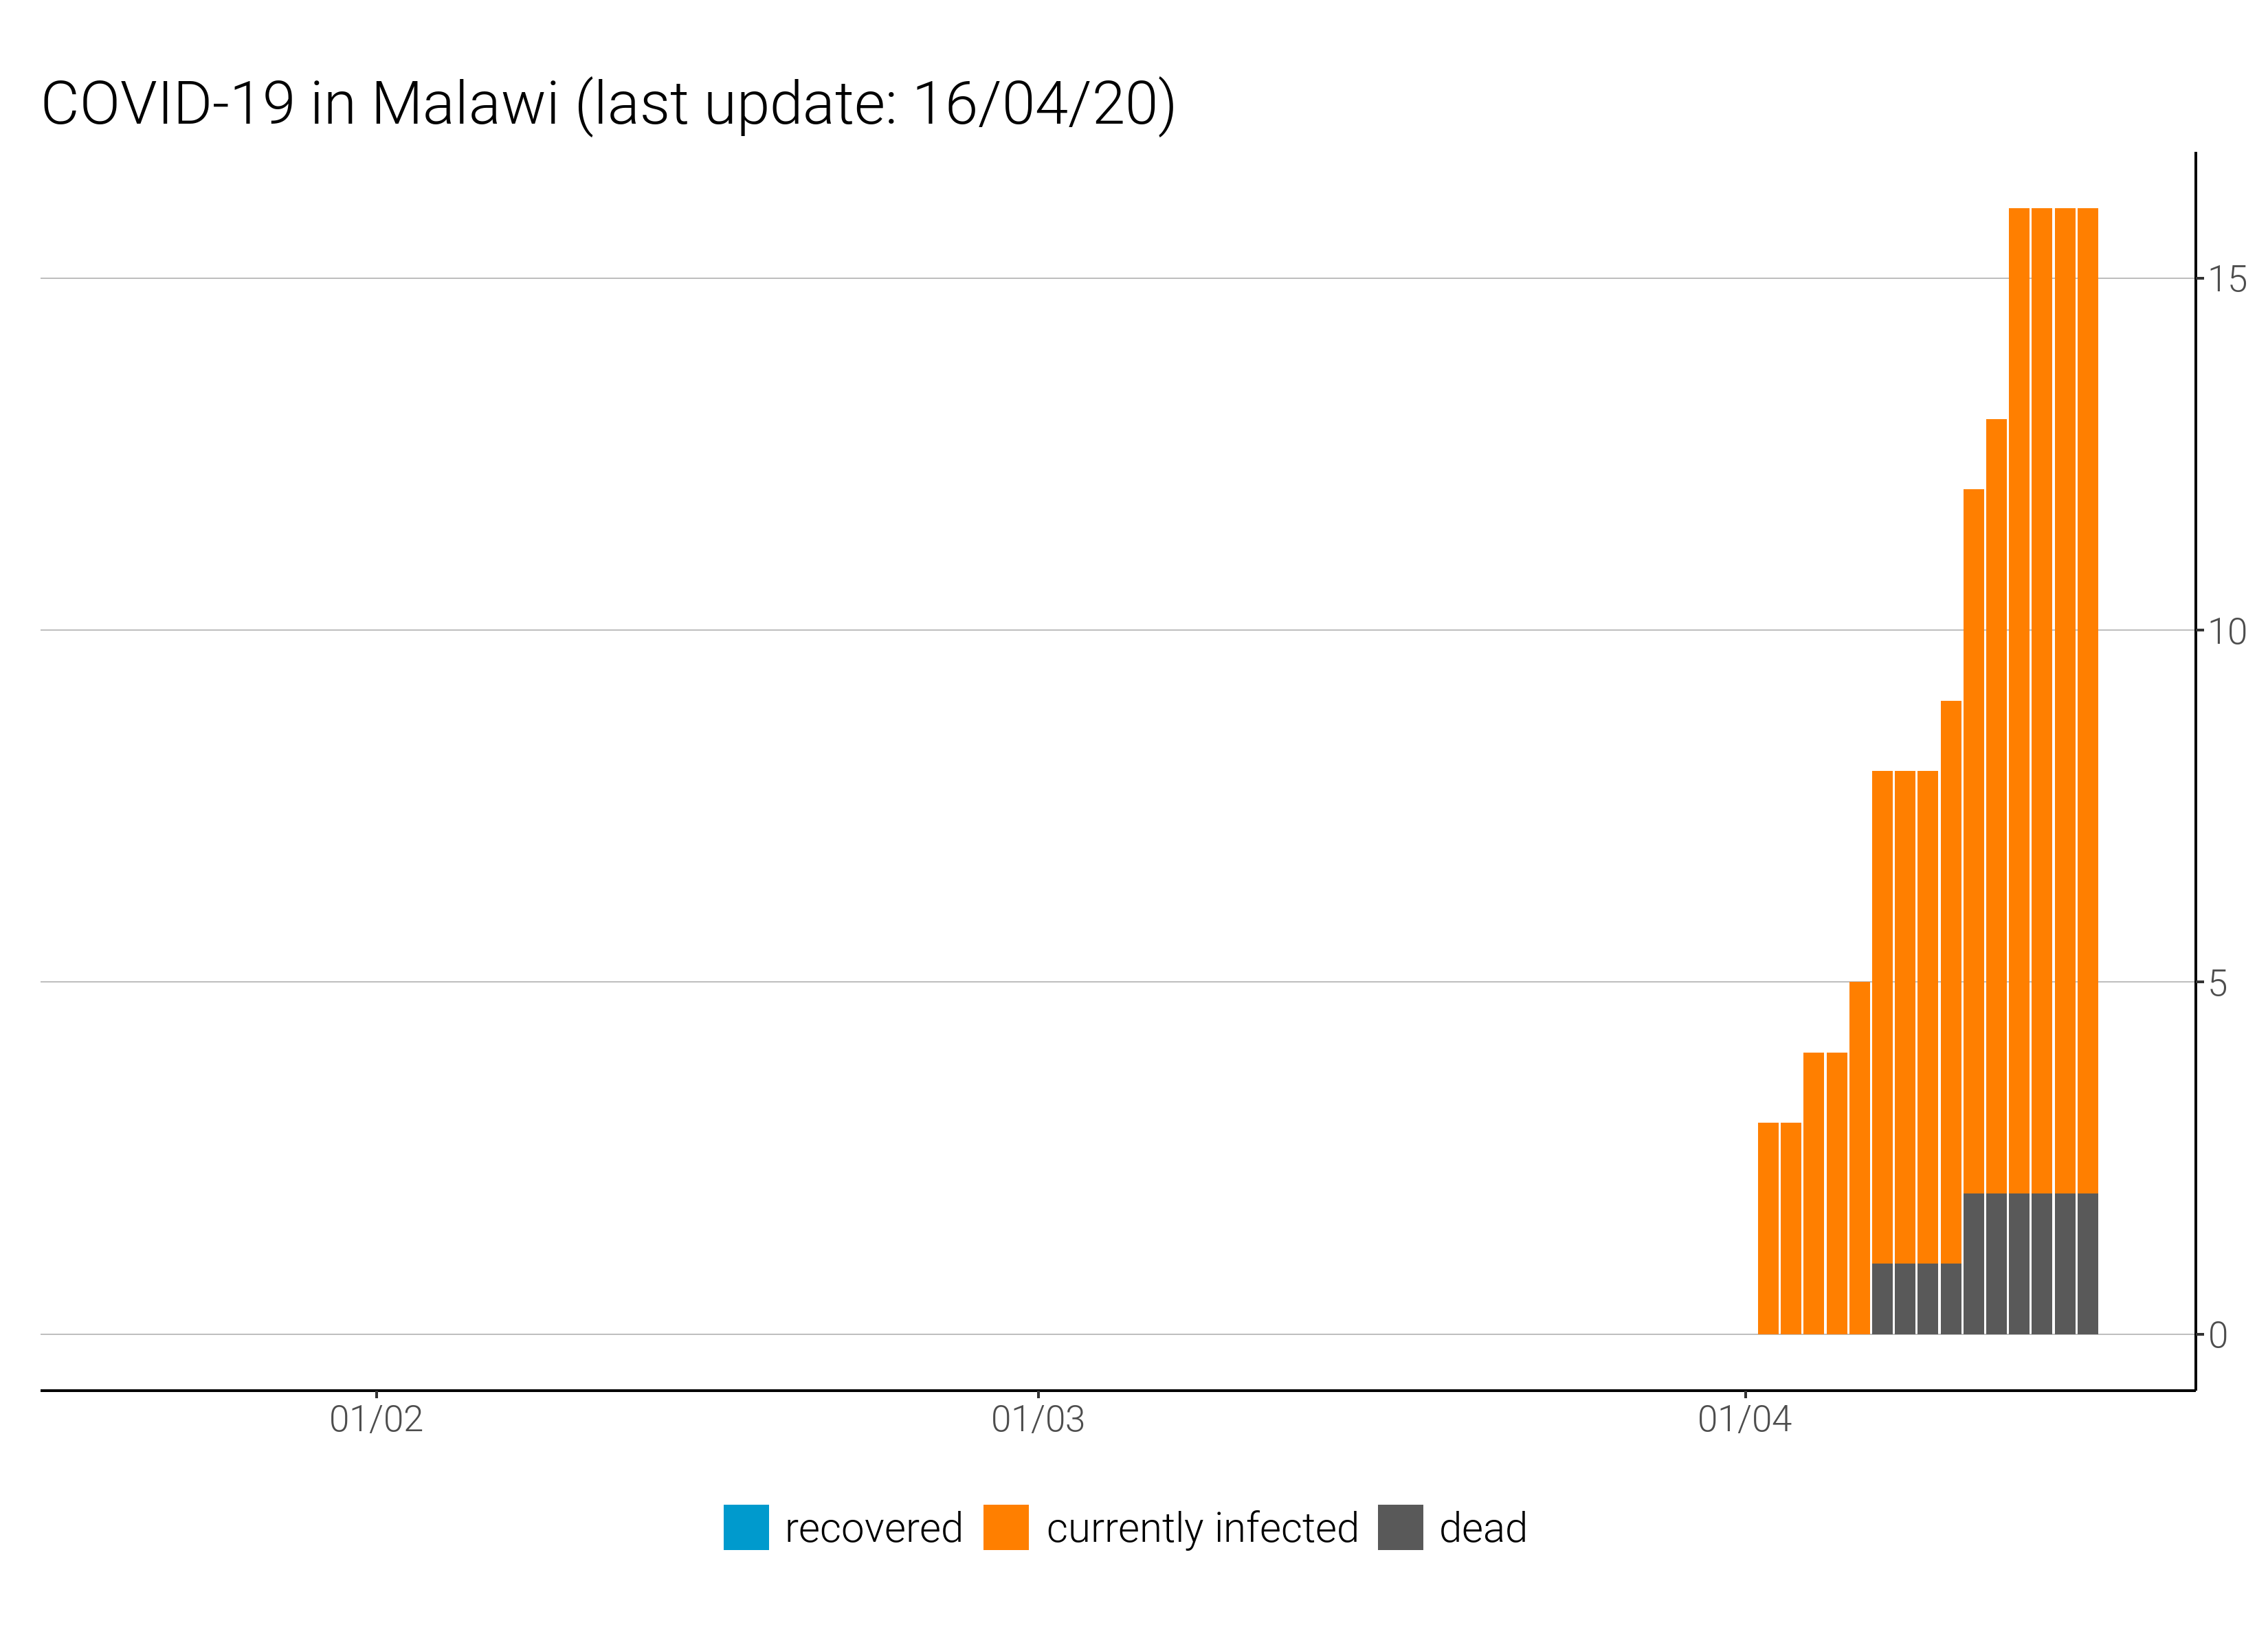 COVID-19 in Malawi (last update: 16/04/20)
15
10
5
0
01/02 01/03 01/04
recovered currently infected dead